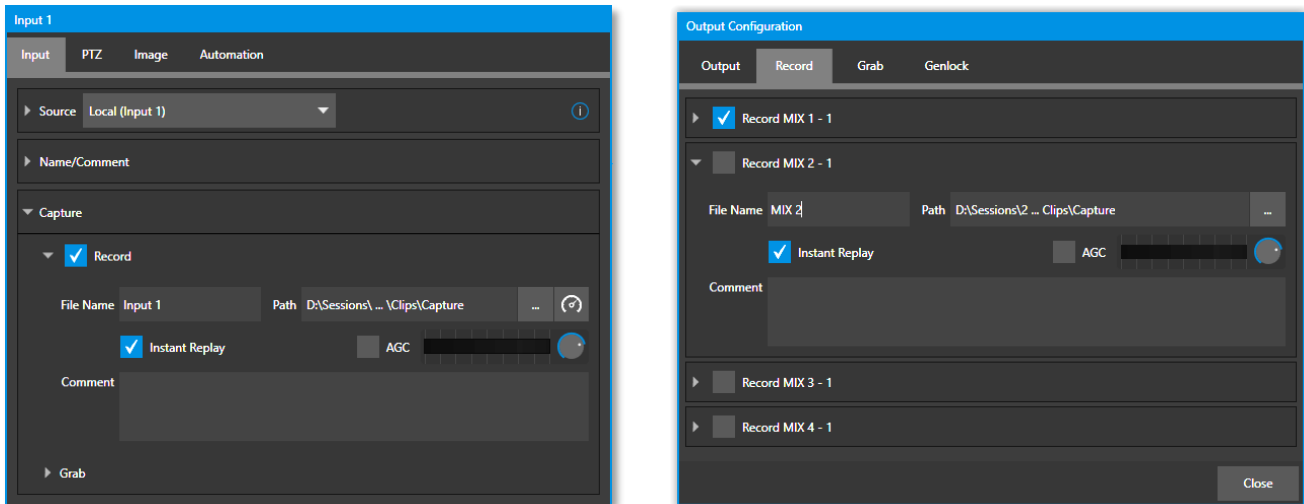 Input 1
Input PTZ Image Automation
Source Local (Input 1)
Name/Comment
Capture
Record
File Name Input 1 Path D:\Sessions\ ... \Clips\Capture ...
Instant Replay AGC
Comment
Grab
Output Configuration
Output Record Grab Genlock
Record MIX 1 - 1
Record MIX 2 - 1
File Name MIX 2 Path D:\Sessions\2 ... Clips\Capture ...
Instant Replay AGC
Comment
Record MIX 3 - 1
Record MIX 4 - 1
Close